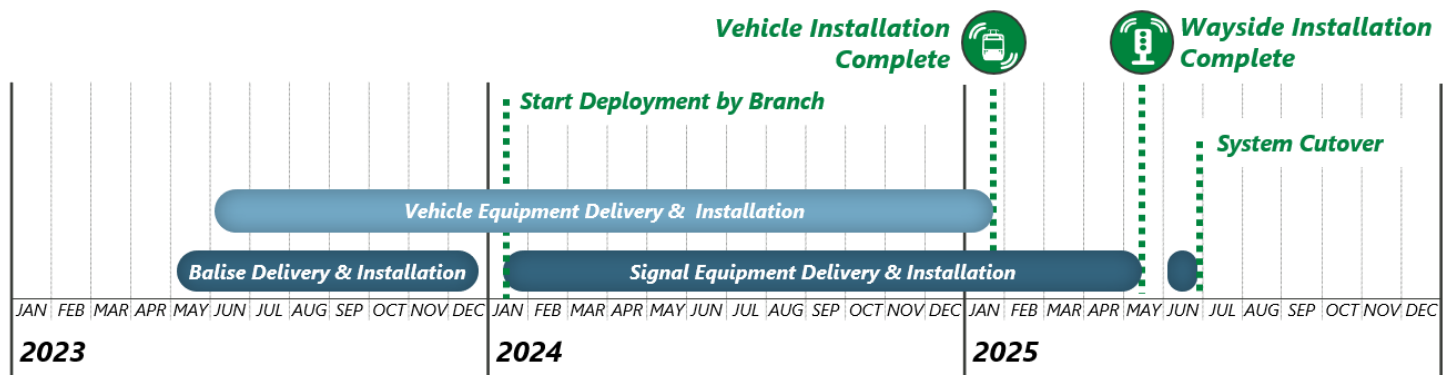 Vehicle Installation
Complete
Wayside Installation
Complete
Start Deployment by Branch
System Cutover
Vehicle Equipment Delivery & Installation
Balise Delivery & Installation
Signal Equipment Delivery & Installation
JAN FEB MAR APR MAY JUN JUL AUG SEP OCT NOV DEC JAN FEB MAR APR MAY JUN JUL AUG SEP OCT NOV DEC JAN FEB MAR APR MAY JUN JUL AUG SEP OCT NOV DEC
2023 2024 2025